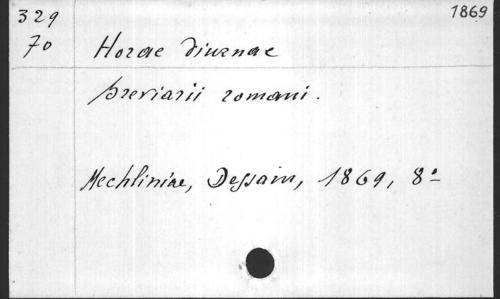 329 1869
70 Horae diurnae
breviarii romani.
Mechliniae, Dessain, 1869, 8°